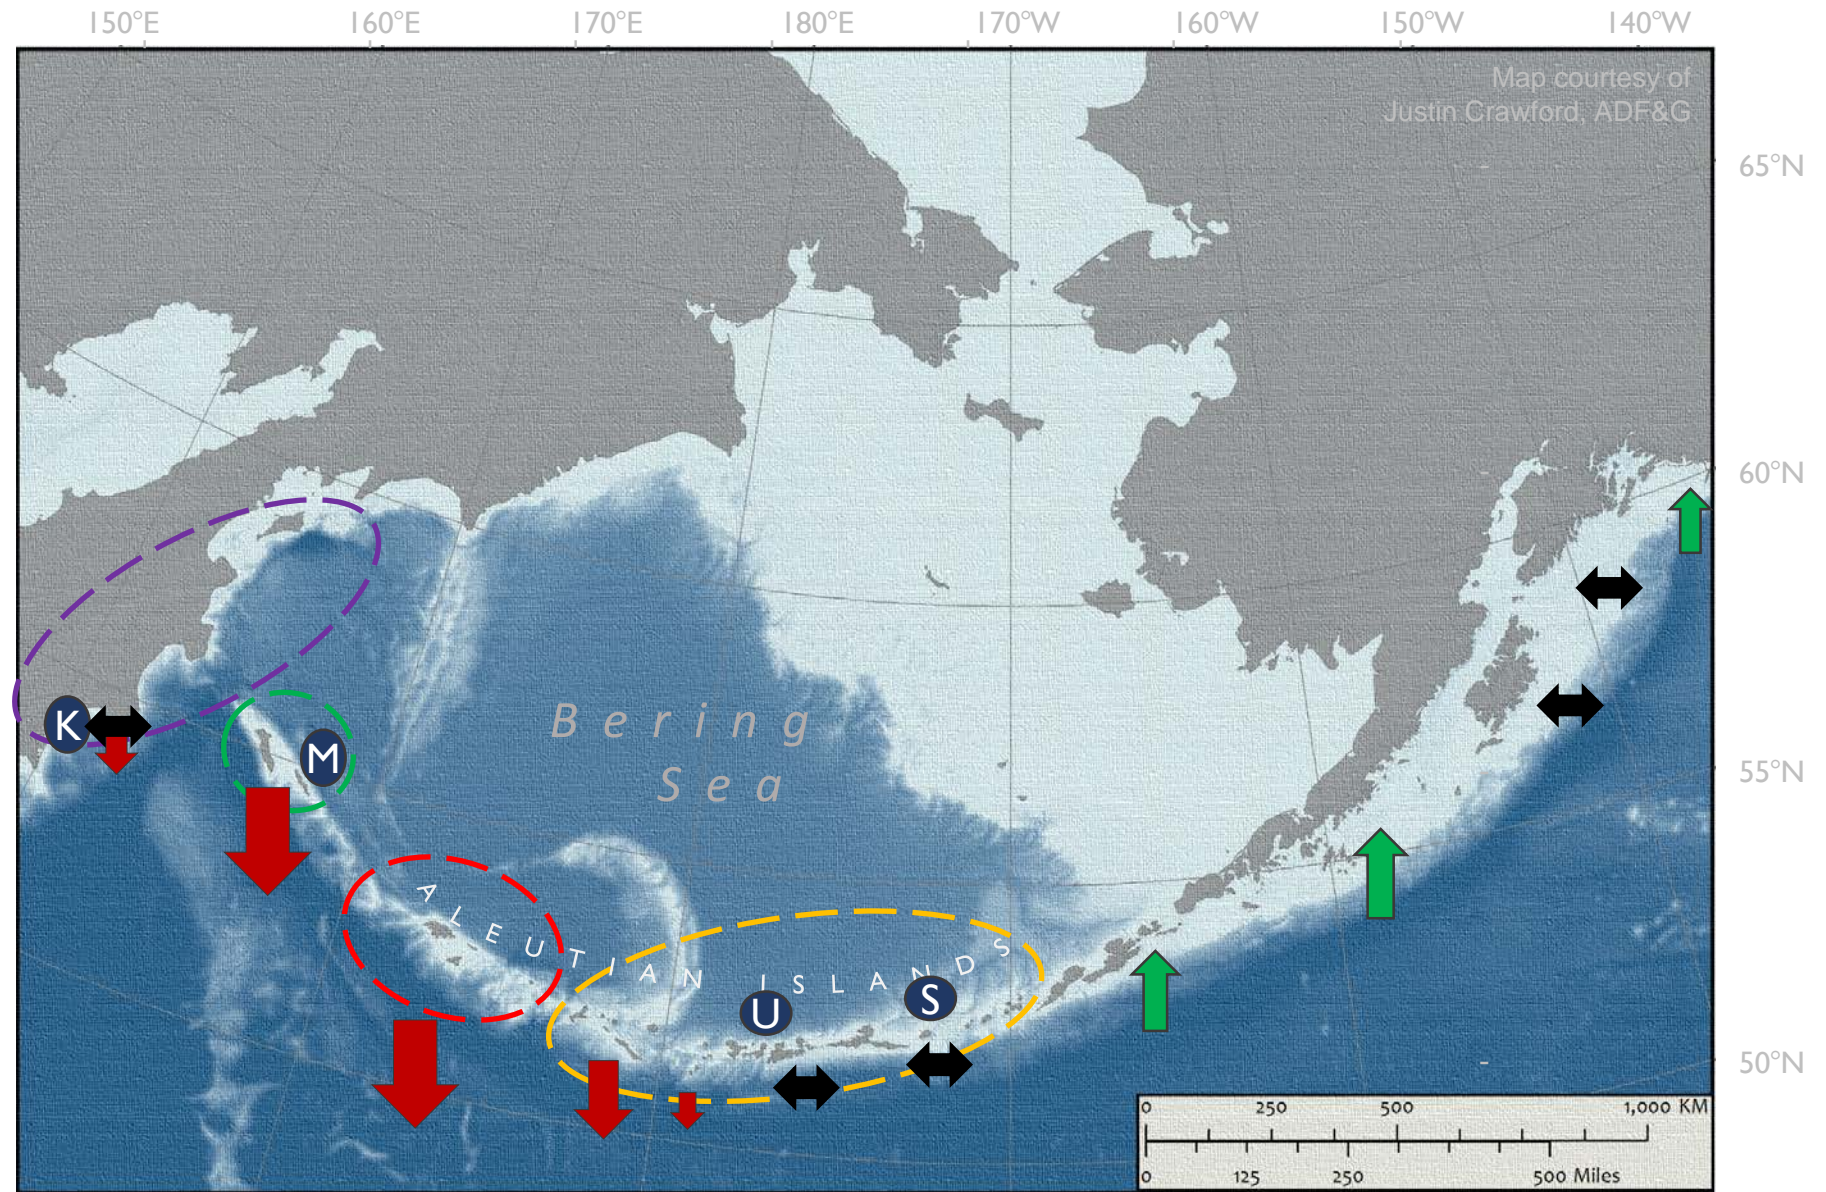 150°E 160°E 170°E 180°E 170°W 160°W 150°W 140°W
Map courtesy of
Justin Crawford, ADF&G
65°N
60°N
Bering
Sea
55°N
K
M
ALEUTIAN ISLANDS
U
S
50°N
0 250 500 1,000 KM
0 125 250 500 Miles